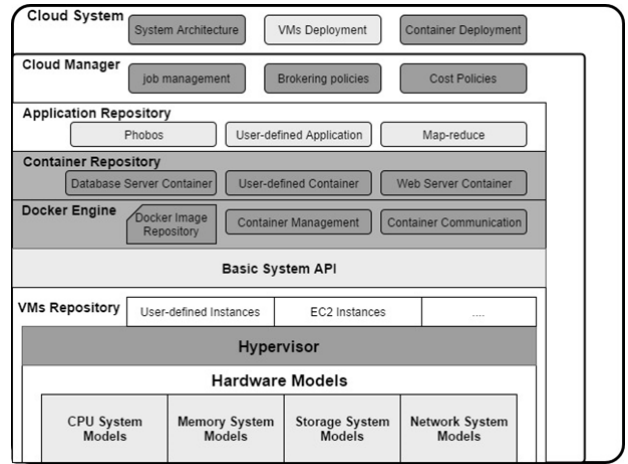 Cloud System
System Architecture
VMs Deployment
Container Deployment
Cloud Manager
job management
Brokering policies
Cost Policies
Application Repository
Phobos
User-defined Application
Map-reduce
Container Repository
Database Server Container
User-defined Container
Web Server Container
Docker Engine
Docker Image
Repository
Container Management
Container Communication
Basic System API
VMs Repository
User-defined Instances
EC2 Instances
....
Hypervisor
Hardware Models
CPU System
Models
Memory System
Models
Storage System
Models
Network System
Models